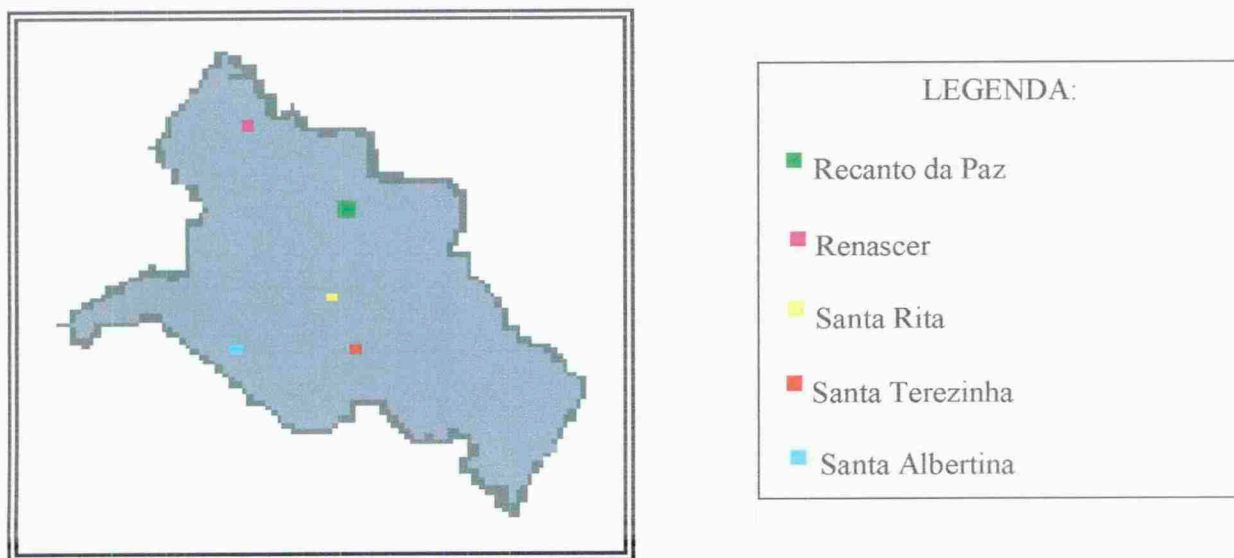 LEGENDA:
Recanto da Paz
Renascer
Santa Rita
Santa Terezinha
Santa Albertina